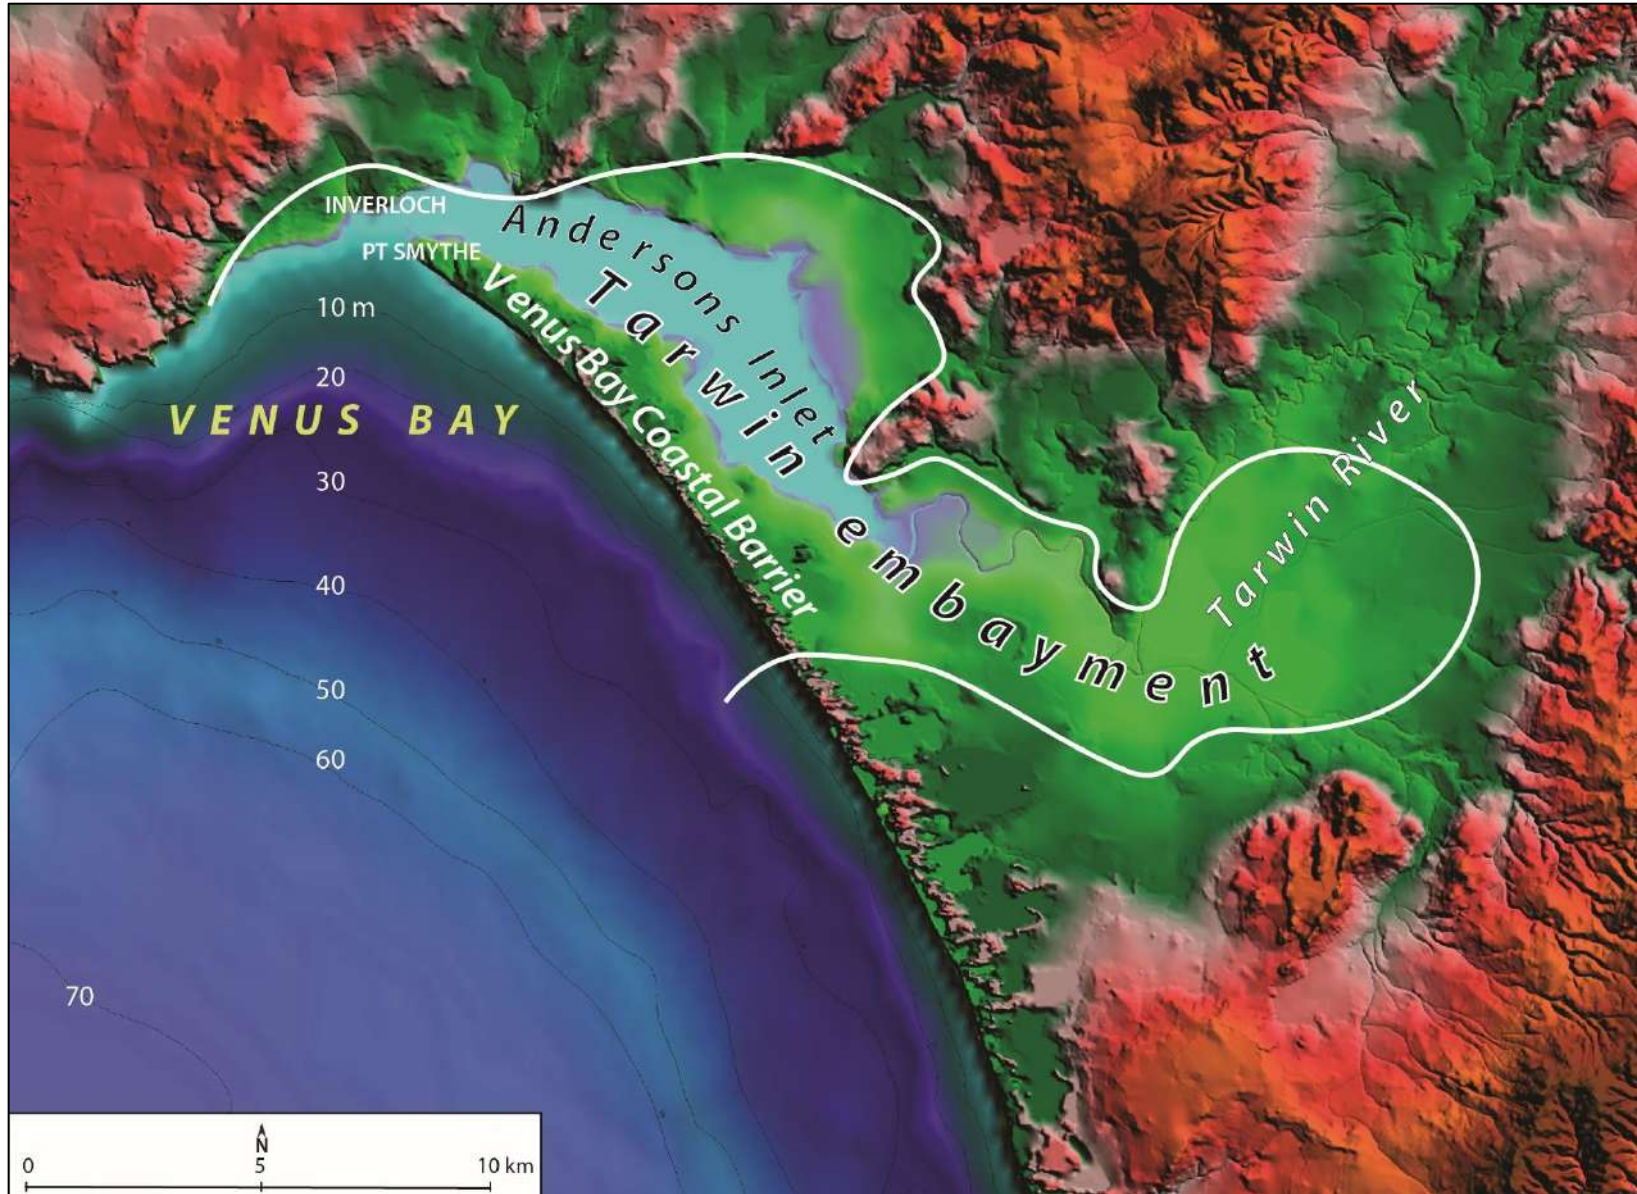 INVERLOCH
PT SMYTHE
Andersons Inlet
Tarwin embayment
Venus Bay Coastal Barrier
Tarwin River
VENUS BAY
10 m
20
30
40
50
60
70
N
0 5 10 km